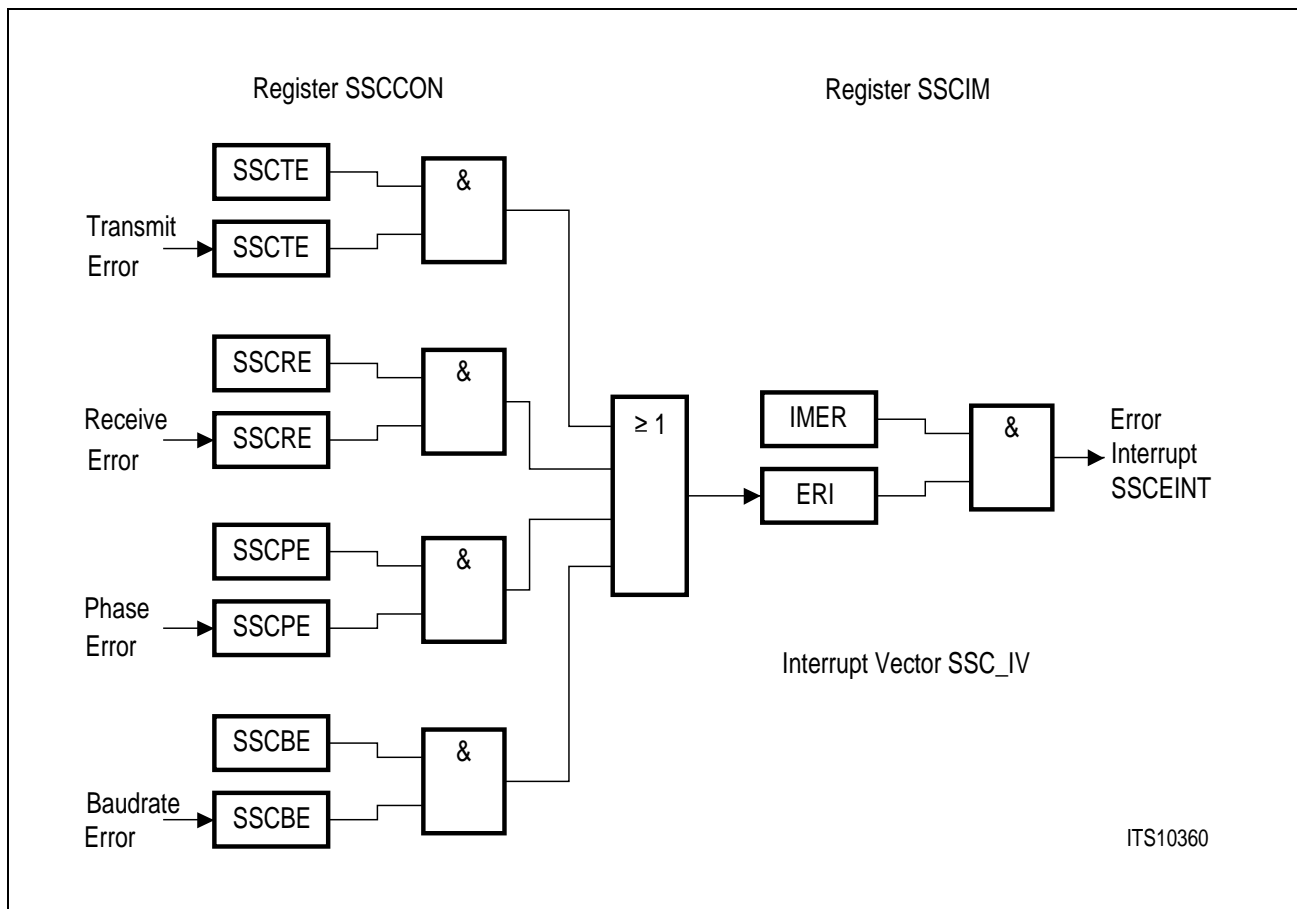 Register SSCCON
Register SSCIM
SSCTE
&
Transmit
Error
SSCTE
SSCRE
&
Receive
Error
SSCRE
≥ 1
IMER
&
Error
Interrupt
SSCEINT
ERI
SSCPE
&
Phase
Error
SSCPE
Interrupt Vector SSC_IV
SSCBE
&
Baudrate
Error
SSCBE
ITS10360